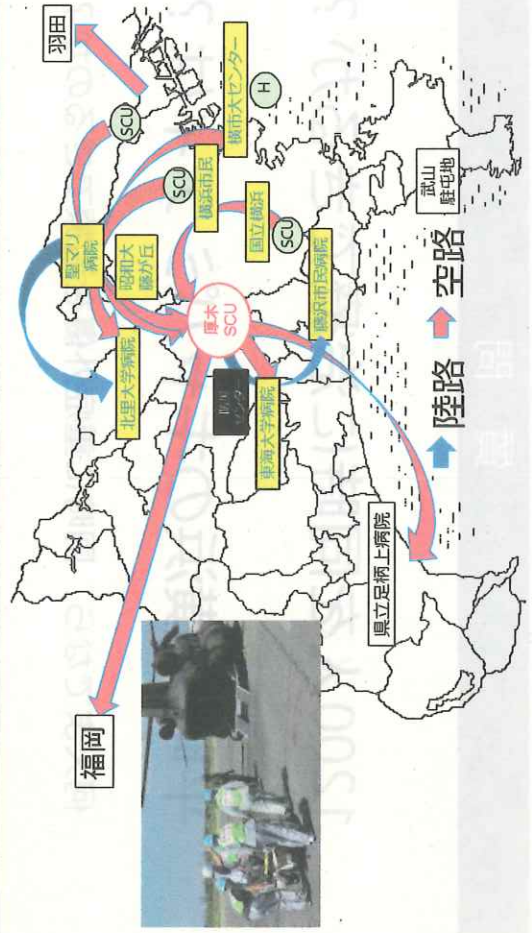 羽田
SCU
聖マリ
病院
昭和大
藤が丘
北里大学病院
横浜市民
SCU
横市大センター
H
国立横浜
SCU
厚木
SCU
東海大学病院
藤沢市民病院
武山
駐屯地
福岡
県立足柄上病院
陸路
空路